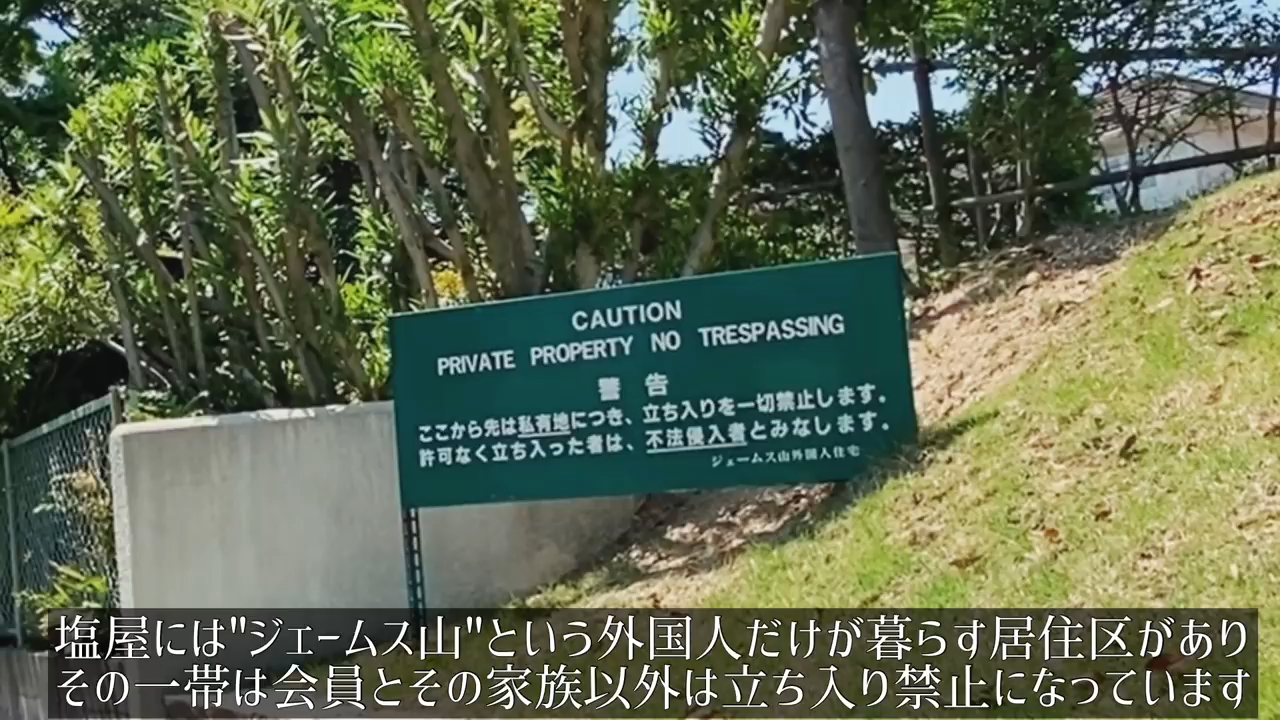 CAUTION
PRIVATE PROPERTY NO TRESPASSING
警告
ここから先は私有地につき、立ち入りを一切禁止します。
許可なく立ち入った者は、不法侵入者とみなします。
ジェームス山外国人住宅
塩屋には"ジェームス山"という外国人だけが暮らす居住区があり
その一帯は会員とその家族以外は立ち入り禁止になっています